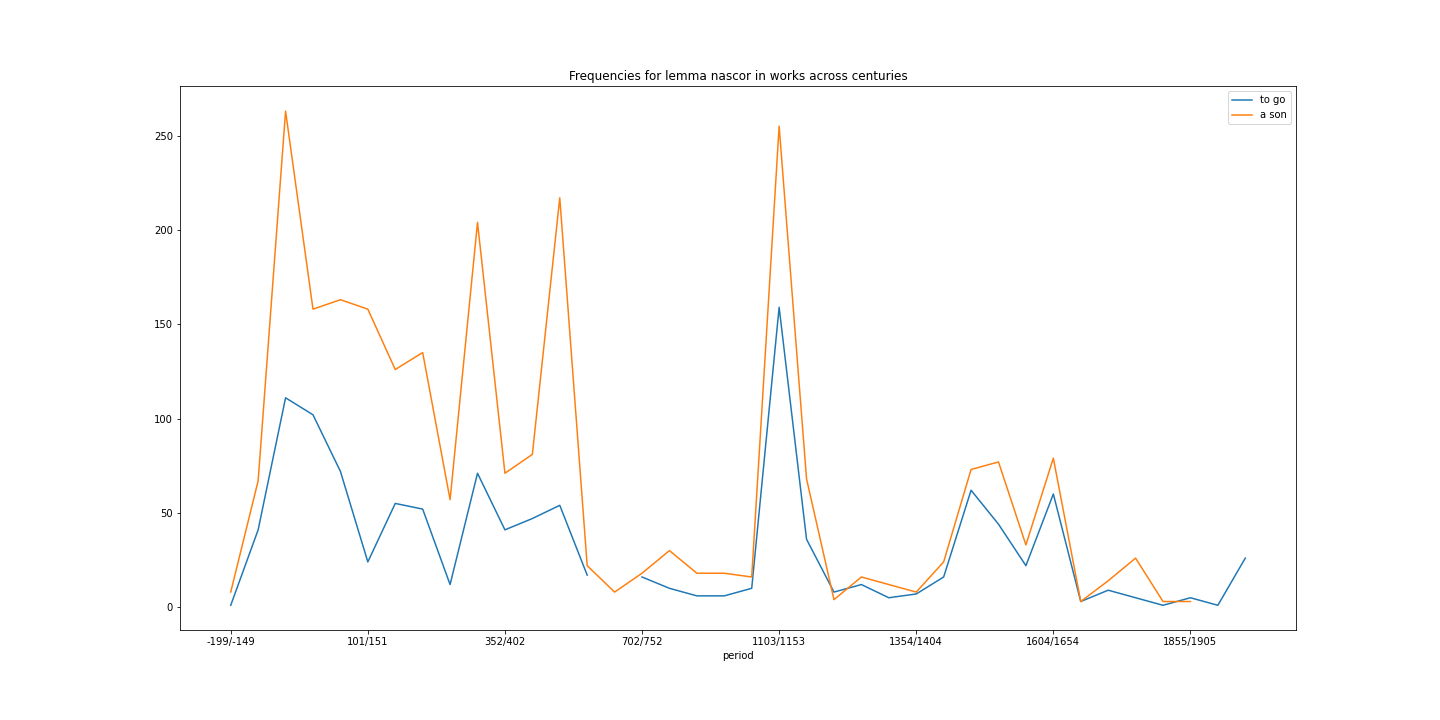 Frequencies for lemma nascor in works across centuries
to go
a son
250
200
150
100
50
0
-199/-149 101/151 352/402 702/752 1103/1153 1354/1404 1604/1654 1855/1905
period